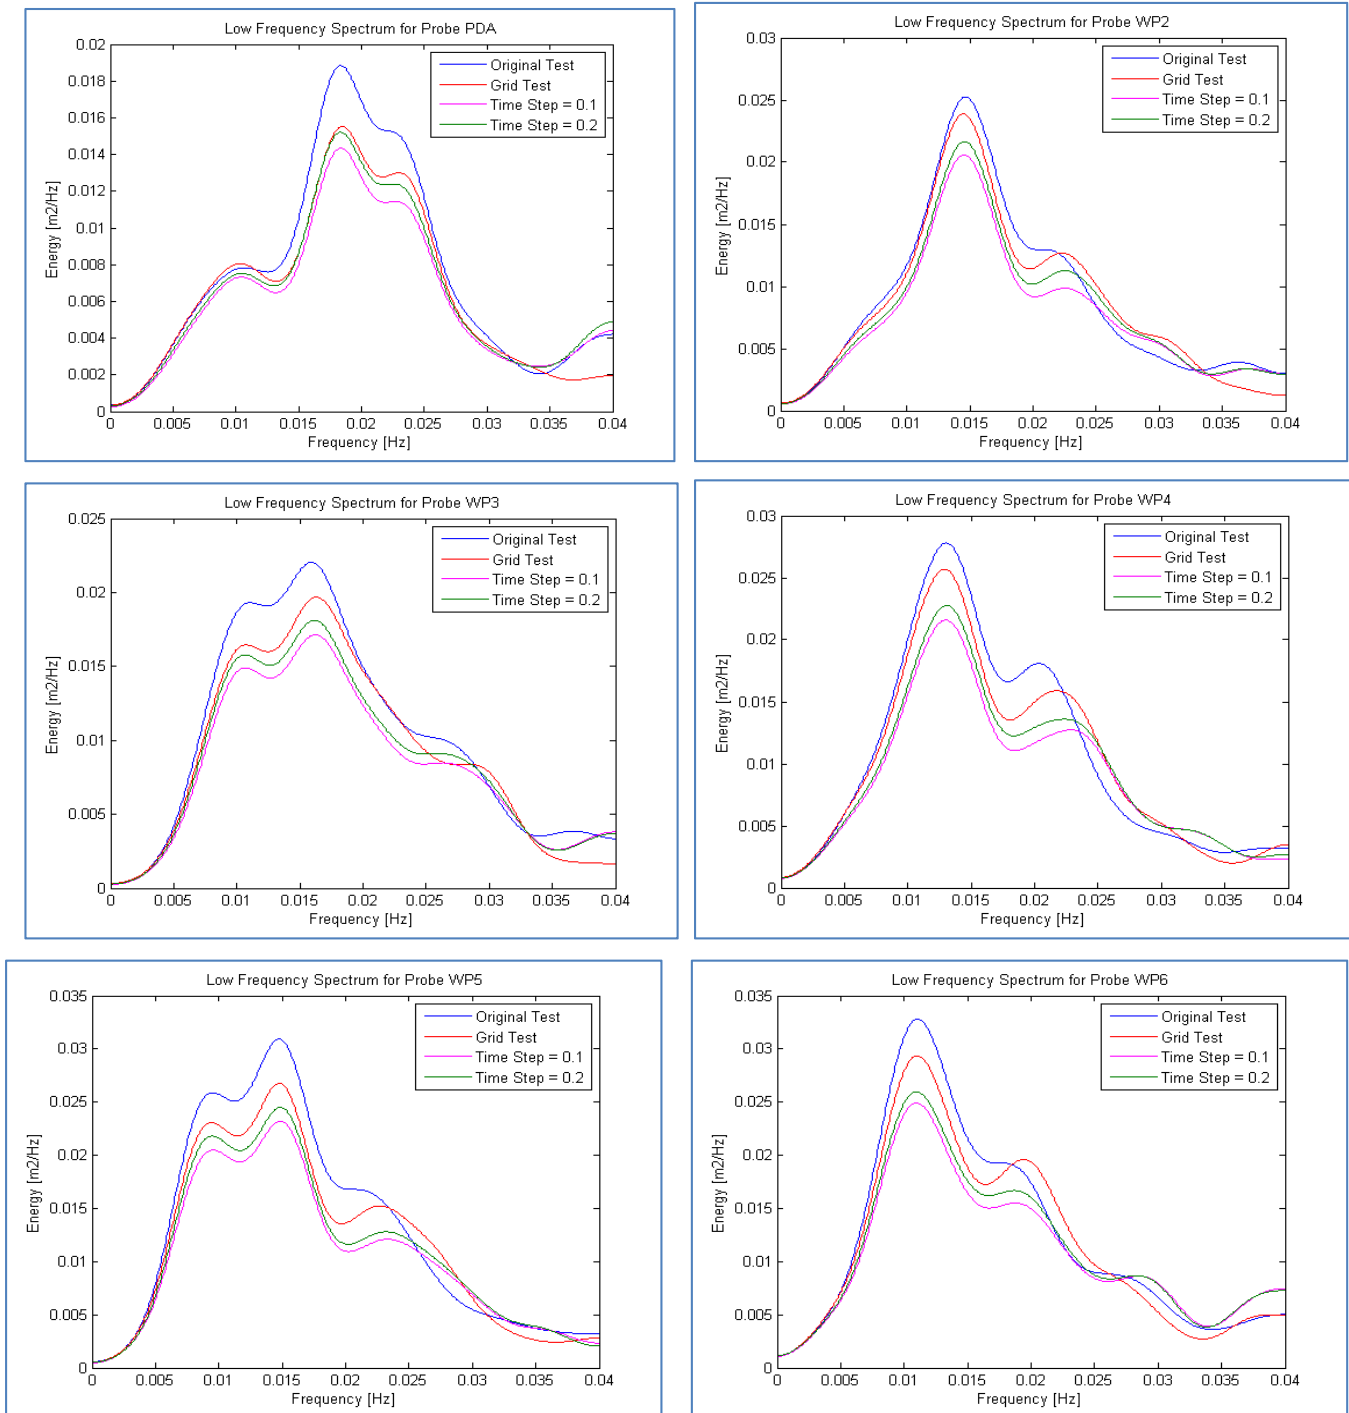 Low Frequency Spectrum for Probe PDA
0.02
0.018
0.016
0.014
0.012
0.01
0.008
0.006
0.004
0.002
0
Energy [m2/Hz]
Original Test
Grid Test
Time Step = 0.1
Time Step = 0.2
0 0.005 0.01 0.015 0.02 0.025 0.03 0.035 0.04
Frequency [Hz]
Low Frequency Spectrum for Probe WP2
0.03
0.025
0.02
0.015
0.01
0.005
0
Energy [m2/Hz]
Original Test
Grid Test
Time Step = 0.1
Time Step = 0.2
0 0.005 0.01 0.015 0.02 0.025 0.03 0.035 0.04
Frequency [Hz]
Low Frequency Spectrum for Probe WP3
0.025
0.02
0.015
0.01
0.005
0
Energy [m2/Hz]
Original Test
Grid Test
Time Step = 0.1
Time Step = 0.2
0 0.005 0.01 0.015 0.02 0.025 0.03 0.035 0.04
Frequency [Hz]
Low Frequency Spectrum for Probe WP4
0.03
0.025
0.02
0.015
0.01
0.005
0
Energy [m2/Hz]
Original Test
Grid Test
Time Step = 0.1
Time Step = 0.2
0 0.005 0.01 0.015 0.02 0.025 0.03 0.035 0.04
Frequency [Hz]
Low Frequency Spectrum for Probe WP5
0.035
0.03
0.025
0.02
0.015
0.01
0.005
0
Energy [m2/Hz]
Original Test
Grid Test
Time Step = 0.1
Time Step = 0.2
0 0.005 0.01 0.015 0.02 0.025 0.03 0.035 0.04
Frequency [Hz]
Low Frequency Spectrum for Probe WP6
0.035
0.03
0.025
0.02
0.015
0.01
0.005
0
Energy [m2/Hz]
Original Test
Grid Test
Time Step = 0.1
Time Step = 0.2
0 0.005 0.01 0.015 0.02 0.025 0.03 0.035 0.04
Frequency [Hz]